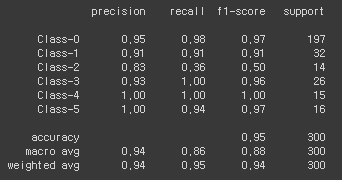 precision recall f1-score support
Class-0 0,95 0,98 0,97 197
Class-1 0,91 0,91 0,91 32
Class-2 0,83 0,36 0,50 14
Class-3 0,93 1,00 0,96 26
Class-4 1,00 1,00 1,00 15
Class-5 1,00 0,94 0,97 16
accuracy 0,95 300
macro avg 0,94 0,86 0,88 300
weighted avg 0,94 0,95 0,94 300